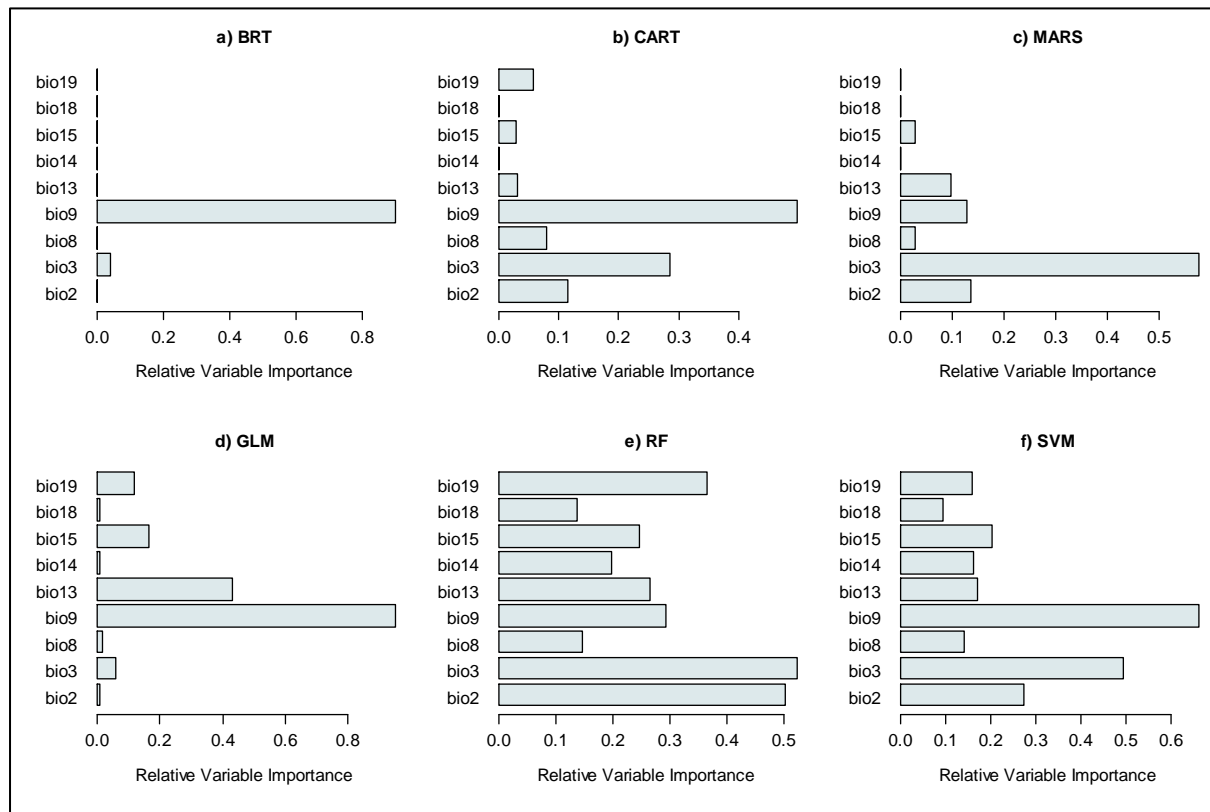 a) BRT
bio19
bio18
bio15
bio14
bio13
bio9
bio8
bio3
bio2
0.0 0.2 0.4 0.6 0.8
Relative Variable Importance
b) CART
bio19
bio18
bio15
bio14
bio13
bio9
bio8
bio3
bio2
0.0 0.1 0.2 0.3 0.4
Relative Variable Importance
c) MARS
bio19
bio18
bio15
bio14
bio13
bio9
bio8
bio3
bio2
0.0 0.1 0.2 0.3 0.4 0.5
Relative Variable Importance
d) GLM
bio19
bio18
bio15
bio14
bio13
bio9
bio8
bio3
bio2
0.0 0.2 0.4 0.6 0.8
Relative Variable Importance
e) RF
bio19
bio18
bio15
bio14
bio13
bio9
bio8
bio3
bio2
0.0 0.1 0.2 0.3 0.4 0.5
Relative Variable Importance
f) SVM
bio19
bio18
bio15
bio14
bio13
bio9
bio8
bio3
bio2
0.0 0.1 0.2 0.3 0.4 0.5 0.6
Relative Variable Importance